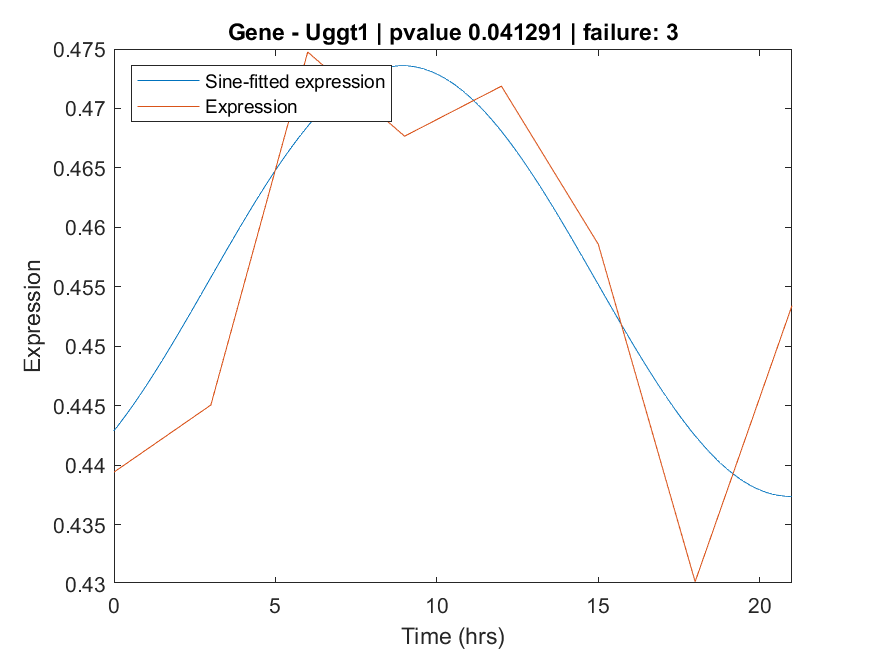 Gene - Uggt1 | pvalue 0.041291 | failure: 3
Sine-fitted expression
Expression
0.475
0.47
0.465
0.46
0.455
0.45
0.445
0.44
0.435
0.43
Expression
0 5 10 15 20
Time (hrs)